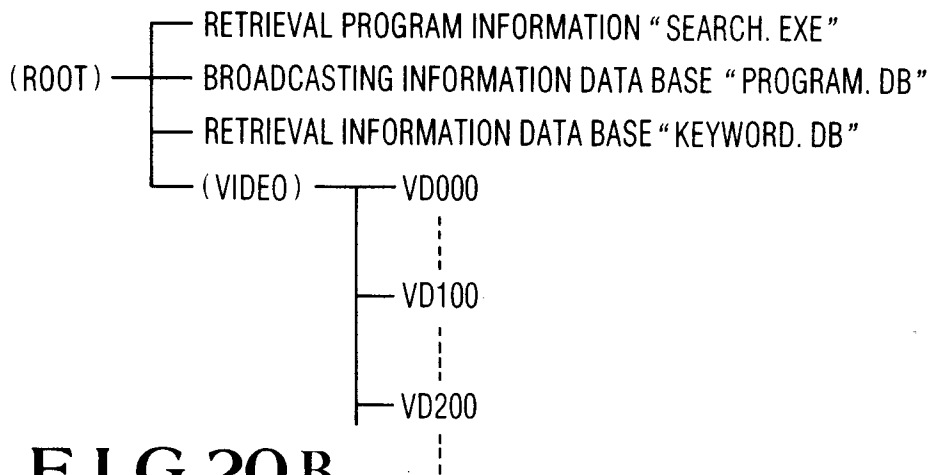 RETRIEVAL PROGRAM INFORMATION “SEARCH. EXE”
(ROOT) BROADCASTING INFORMATION DATA BASE “PROGRAM. DB”
RETRIEVAL INFORMATION DATA BASE “KEYWORD. DB”
(VIDEO) VD000
VD100
VD200
FIG.20B